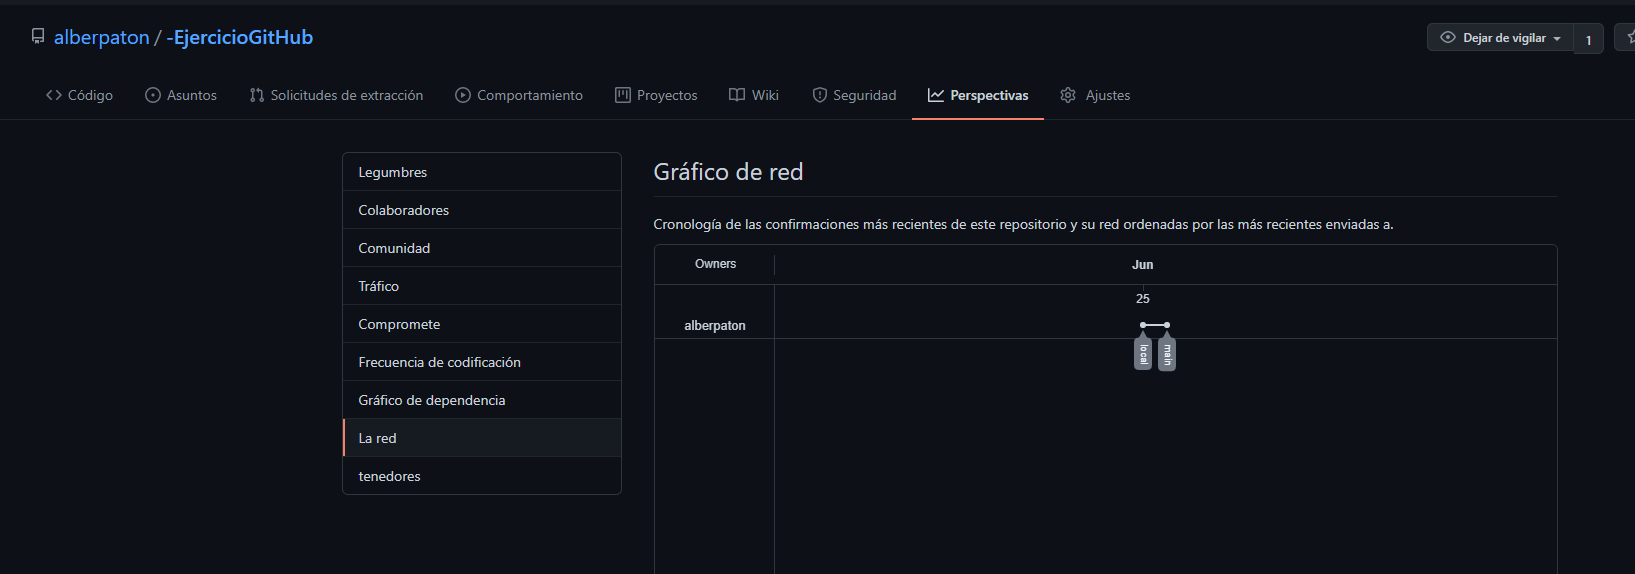 alberpaton / -EjercicioGitHub
Dejar de vigilar 1
Código Asuntos Solicitudes de extracción Comportamiento Proyectos Wiki Seguridad Perspectivas Ajustes
Legumbres
Colaboradores
Comunidad
Tráfico
Compromete
Frecuencia de codificación
Gráfico de dependencia
La red
tenedores
Gráfico de red
Cronología de las confirmaciones más recientes de este repositorio y su red ordenadas por las más recientes enviadas a.
Owners Jun
25
alberpaton
local main